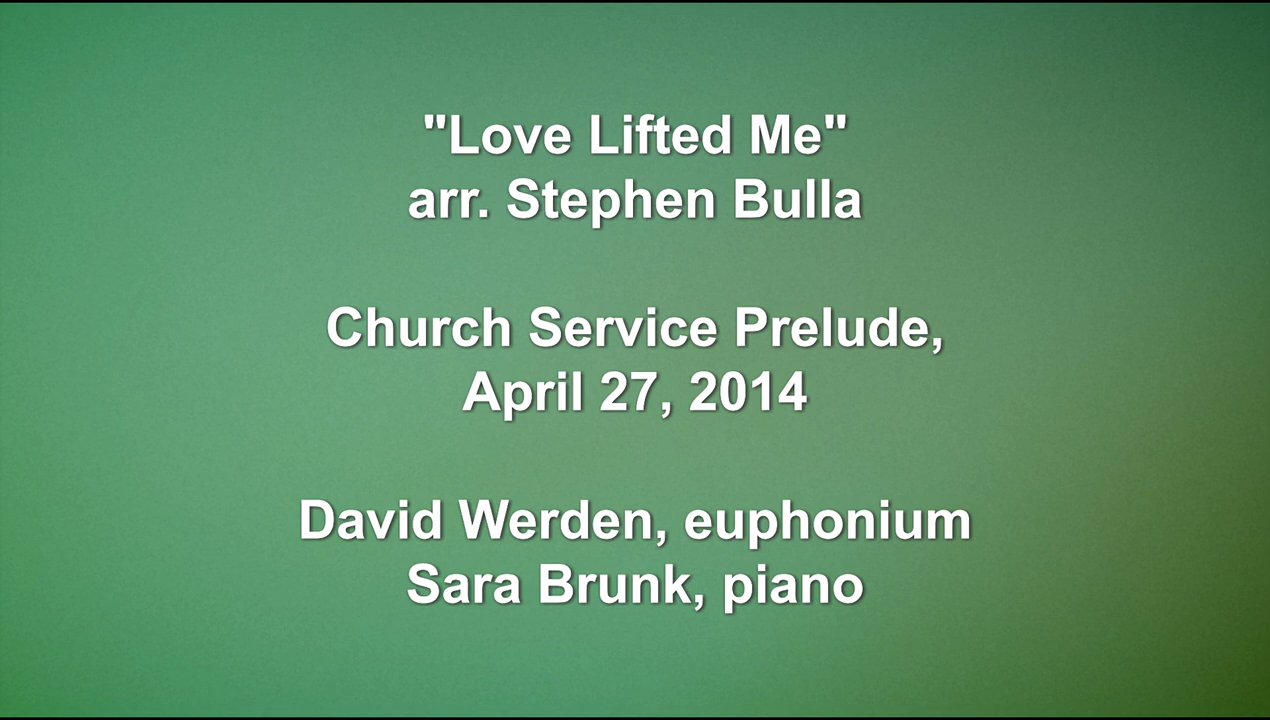 "Love Lifted Me"
arr. Stephen Bulla
Church Service Prelude,
April 27, 2014
David Werden, euphonium
Sara Brunk, piano